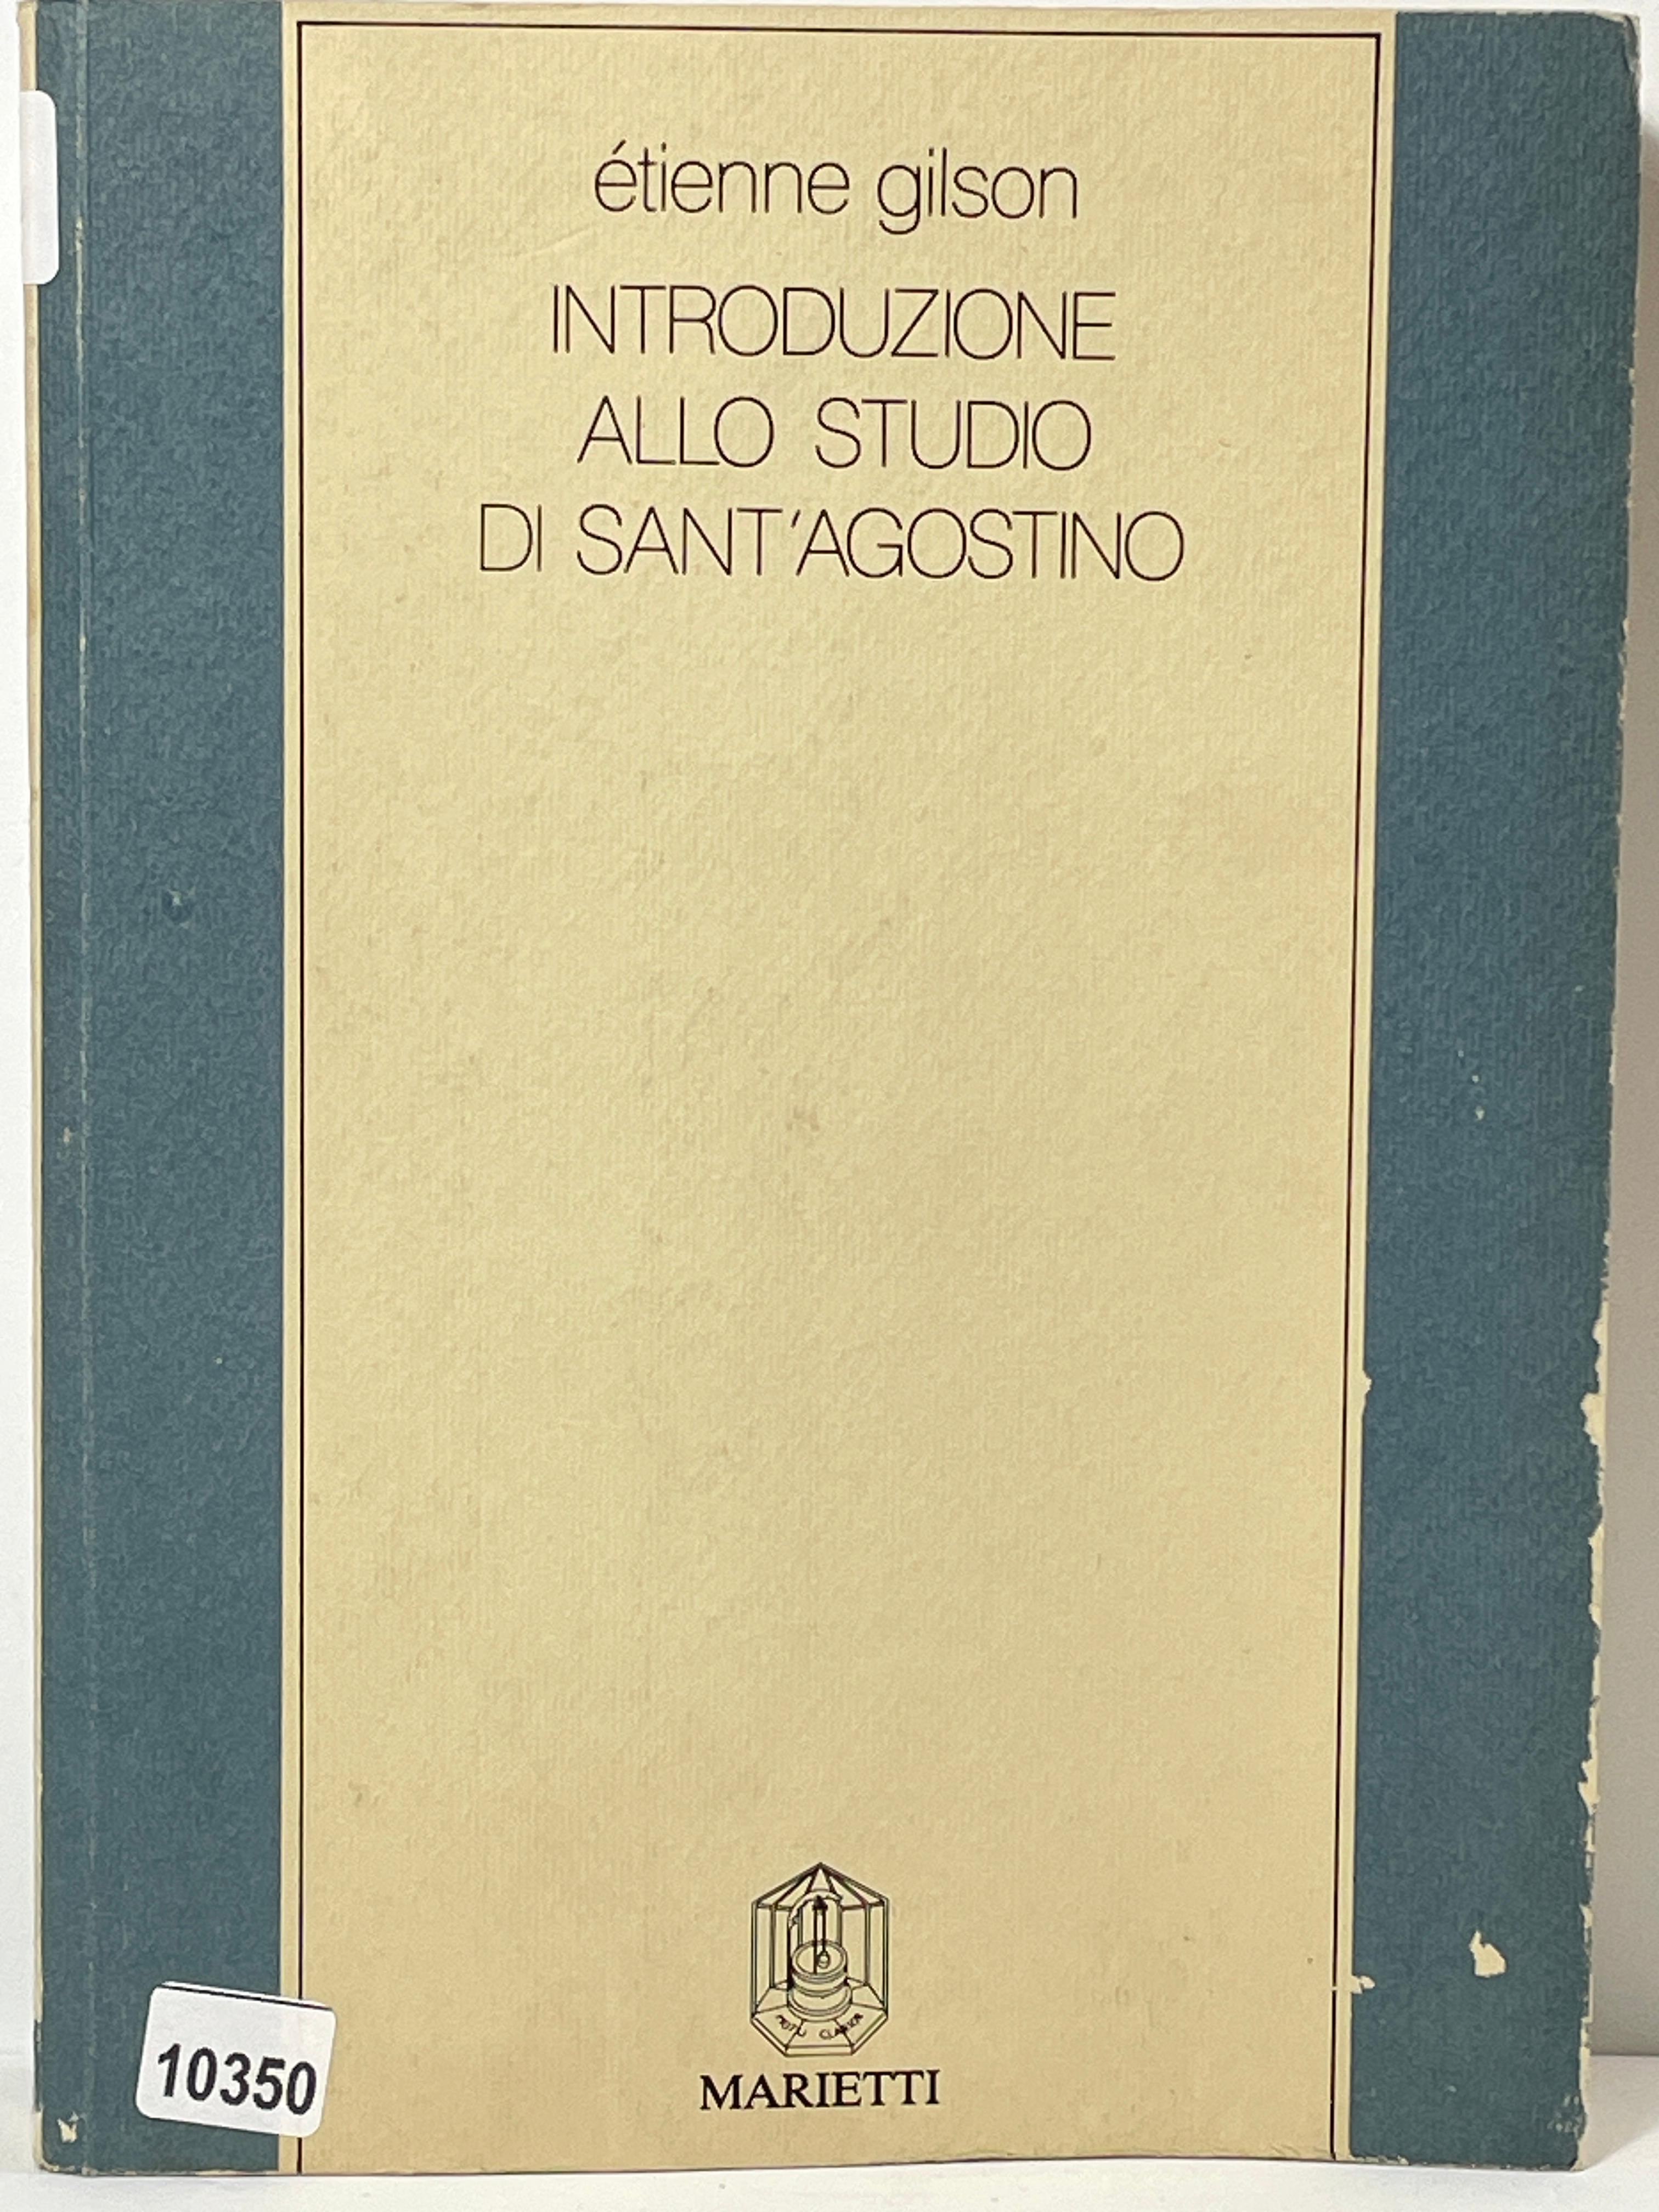 étienne gilson
INTRODUZIONE
ALLO STUDIO
DI SANT'AGOSTINO
MARIETTI
10350